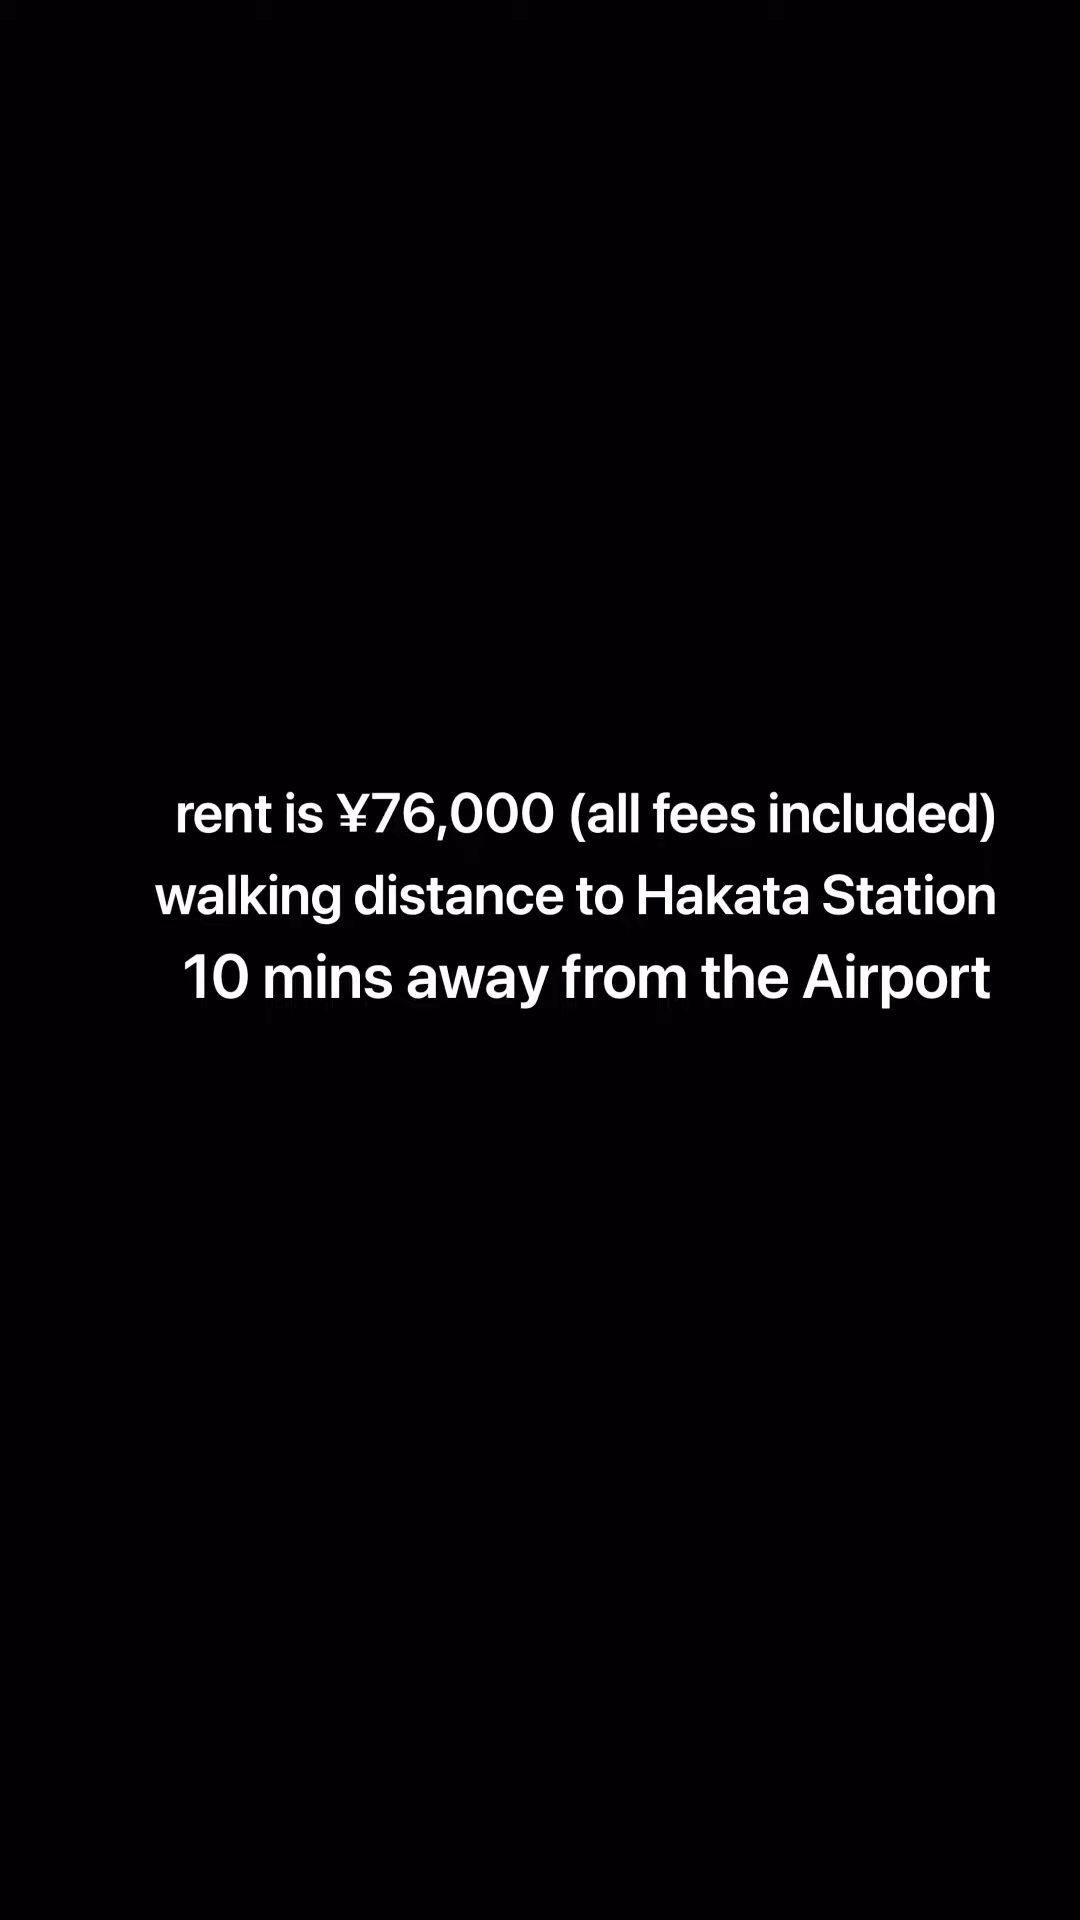 rent is ¥76,000 (all fees included)
walking distance to Hakata Station
10 mins away from the Airport